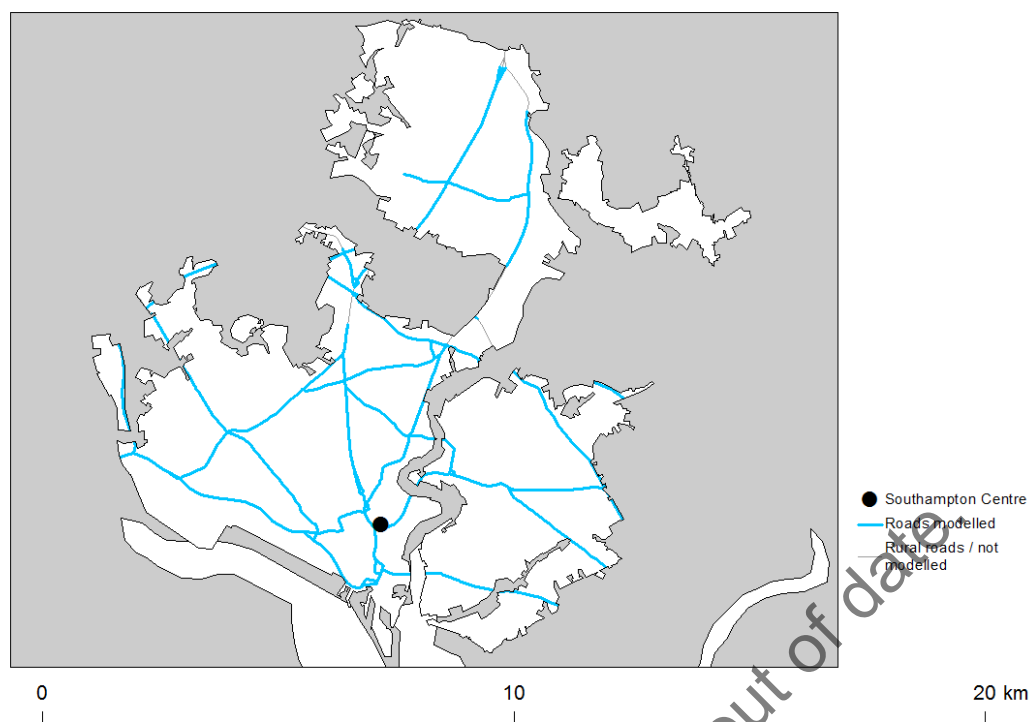 Southampton Centre
Roads modelled
Rural roads / not
modelled
out of date.
0 10 20 km